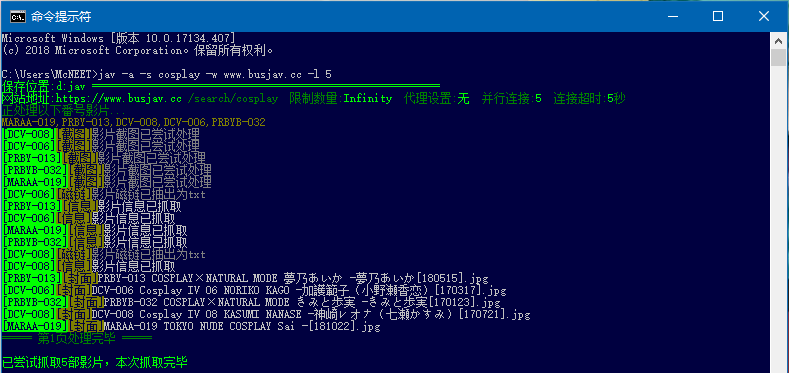 命令提示符
Microsoft Windows [版本 10.0.17134.407]
(c) 2018 Microsoft Corporation。保留所有权利。
C:\Users\McNEET>jav -a -s cosplay -w www.busjav.cc -l 5
保存位置:d:jav ==========================================================
网站地址:https://www.busjav.cc /search/cosplay 限制数量:Infinity 代理设置:无 并行连接:5 连接超时:5秒
正处理以下番号影片...
MARAA-019,PRBY-013,DCV-008,DCV-006,PRBYB-032
[DCV-008][截图]影片截图已尝试处理
[DCV-006][截图]影片截图已尝试处理
[PRBY-013][截图]影片截图已尝试处理
[PRBYB-032][截图]影片截图已尝试处理
[MARAA-019][截图]影片截图已尝试处理
[DCV-006][磁链]影片磁链已抽出为txt
[PRBY-013][信息]影片信息已抓取
[DCV-006][信息]影片信息已抓取
[MARAA-019][信息]影片信息已抓取
[PRBYB-032][信息]影片信息已抓取
[DCV-008][磁链]影片磁链已抽出为txt
[DCV-008][信息]影片信息已抓取
[PRBY-013][封面]PRBY-013 COSPLAY×NATURAL MODE 夢乃あいか -夢乃あいか[180515].jpg
[DCV-006][封面]DCV-006 Cosplay IV 06 NORIKO KAGO -加護範子（小野瀬香恋）[170317].jpg
[PRBYB-032][封面]PRBYB-032 COSPLAY×NATURAL MODE きみと歩実 -きみと歩実[170123].jpg
[DCV-008][封面]DCV-008 Cosplay IV 08 KASUMI NANASE -神崎レオナ（七瀬かすみ）[170721].jpg
[MARAA-019][封面]MARAA-019 TOKYO NUDE COSPLAY Sai -[181022].jpg
===== 第1页处理完毕 =====
已尝试抓取5部影片，本次抓取完毕